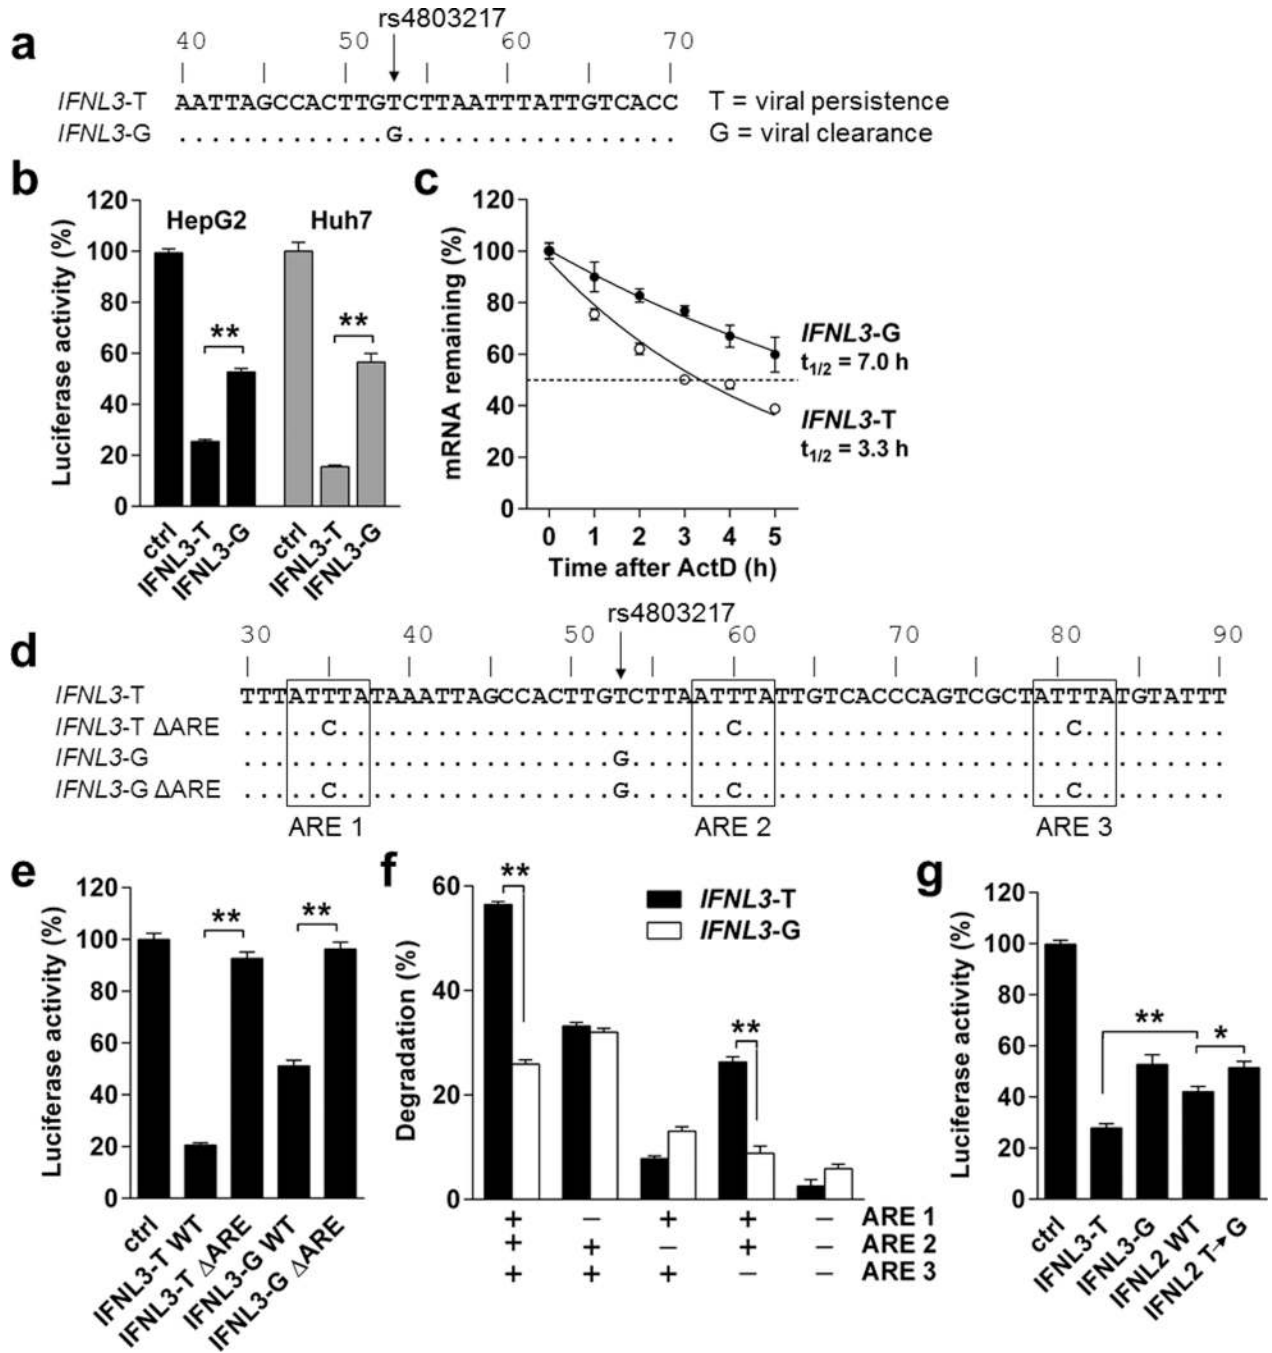 a
rs4803217
40 50 60 70
IFNL3-T AATTAGCCACTTGTCTTAATTTATTGTCACC T = viral persistence
IFNL3-G .............G................. G = viral clearance
b
Luciferase activity (%)
120
100
80
60
40
20
0
HepG2 Huh7
** **
ctrl IFNL3-T IFNL3-G ctrl IFNL3-T IFNL3-G
c
mRNA remaining (%)
120
100
80
60
40
20
0
IFNL3-G
t1/2 = 7.0 h
IFNL3-T
t1/2 = 3.3 h
0 1 2 3 4 5
Time after ActD (h)
d
rs4803217
30 40 50 60 70 80 90
IFNL3-T TTTATTTATAAATTAGCCACTTGTCTTAATTTATTGTCACCCAGTCGCTATTTATGTATTT
IFNL3-T ΔARE .....C........................C....................C.........
IFNL3-G .......................G.....................................
IFNL3-G ΔARE .....C.................G......C....................C.........
ARE 1 ARE 2 ARE 3
e
Luciferase activity (%)
120
100
80
60
40
20
0
** **
ctrl IFNL3-T WT IFNL3-T ΔARE IFNL3-G WT IFNL3-G ΔARE
f
Degradation (%)
60
40
20
0
** **
IFNL3-T
IFNL3-G
+ – + + – ARE 1
+ + – + – ARE 2
+ + + – – ARE 3
g
Luciferase activity (%)
120
100
80
60
40
20
0
** *
ctrl IFNL3-T IFNL3-G IFNL2 WT IFNL2 T→G